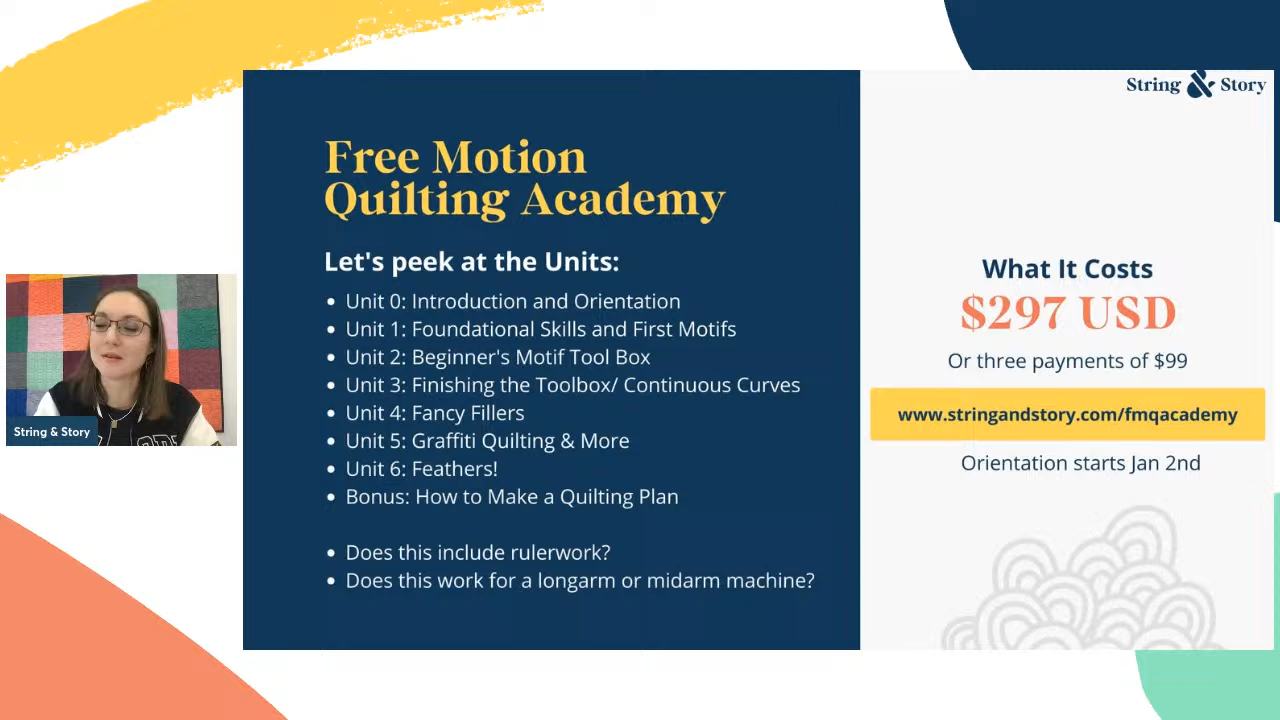 String & Story
Free Motion
Quilting Academy
Let's peek at the Units:
• Unit 0: Introduction and Orientation
• Unit 1: Foundational Skills and First Motifs
• Unit 2: Beginner's Motif Tool Box
• Unit 3: Finishing the Toolbox/ Continuous Curves
• Unit 4: Fancy Fillers
• Unit 5: Graffiti Quilting & More
• Unit 6: Feathers!
• Bonus: How to Make a Quilting Plan
• Does this include rulerwork?
• Does this work for a longarm or midarm machine?
What It Costs
$297 USD
Or three payments of $99
www.stringandstory.com/fmqacademy
Orientation starts Jan 2nd
String & Story